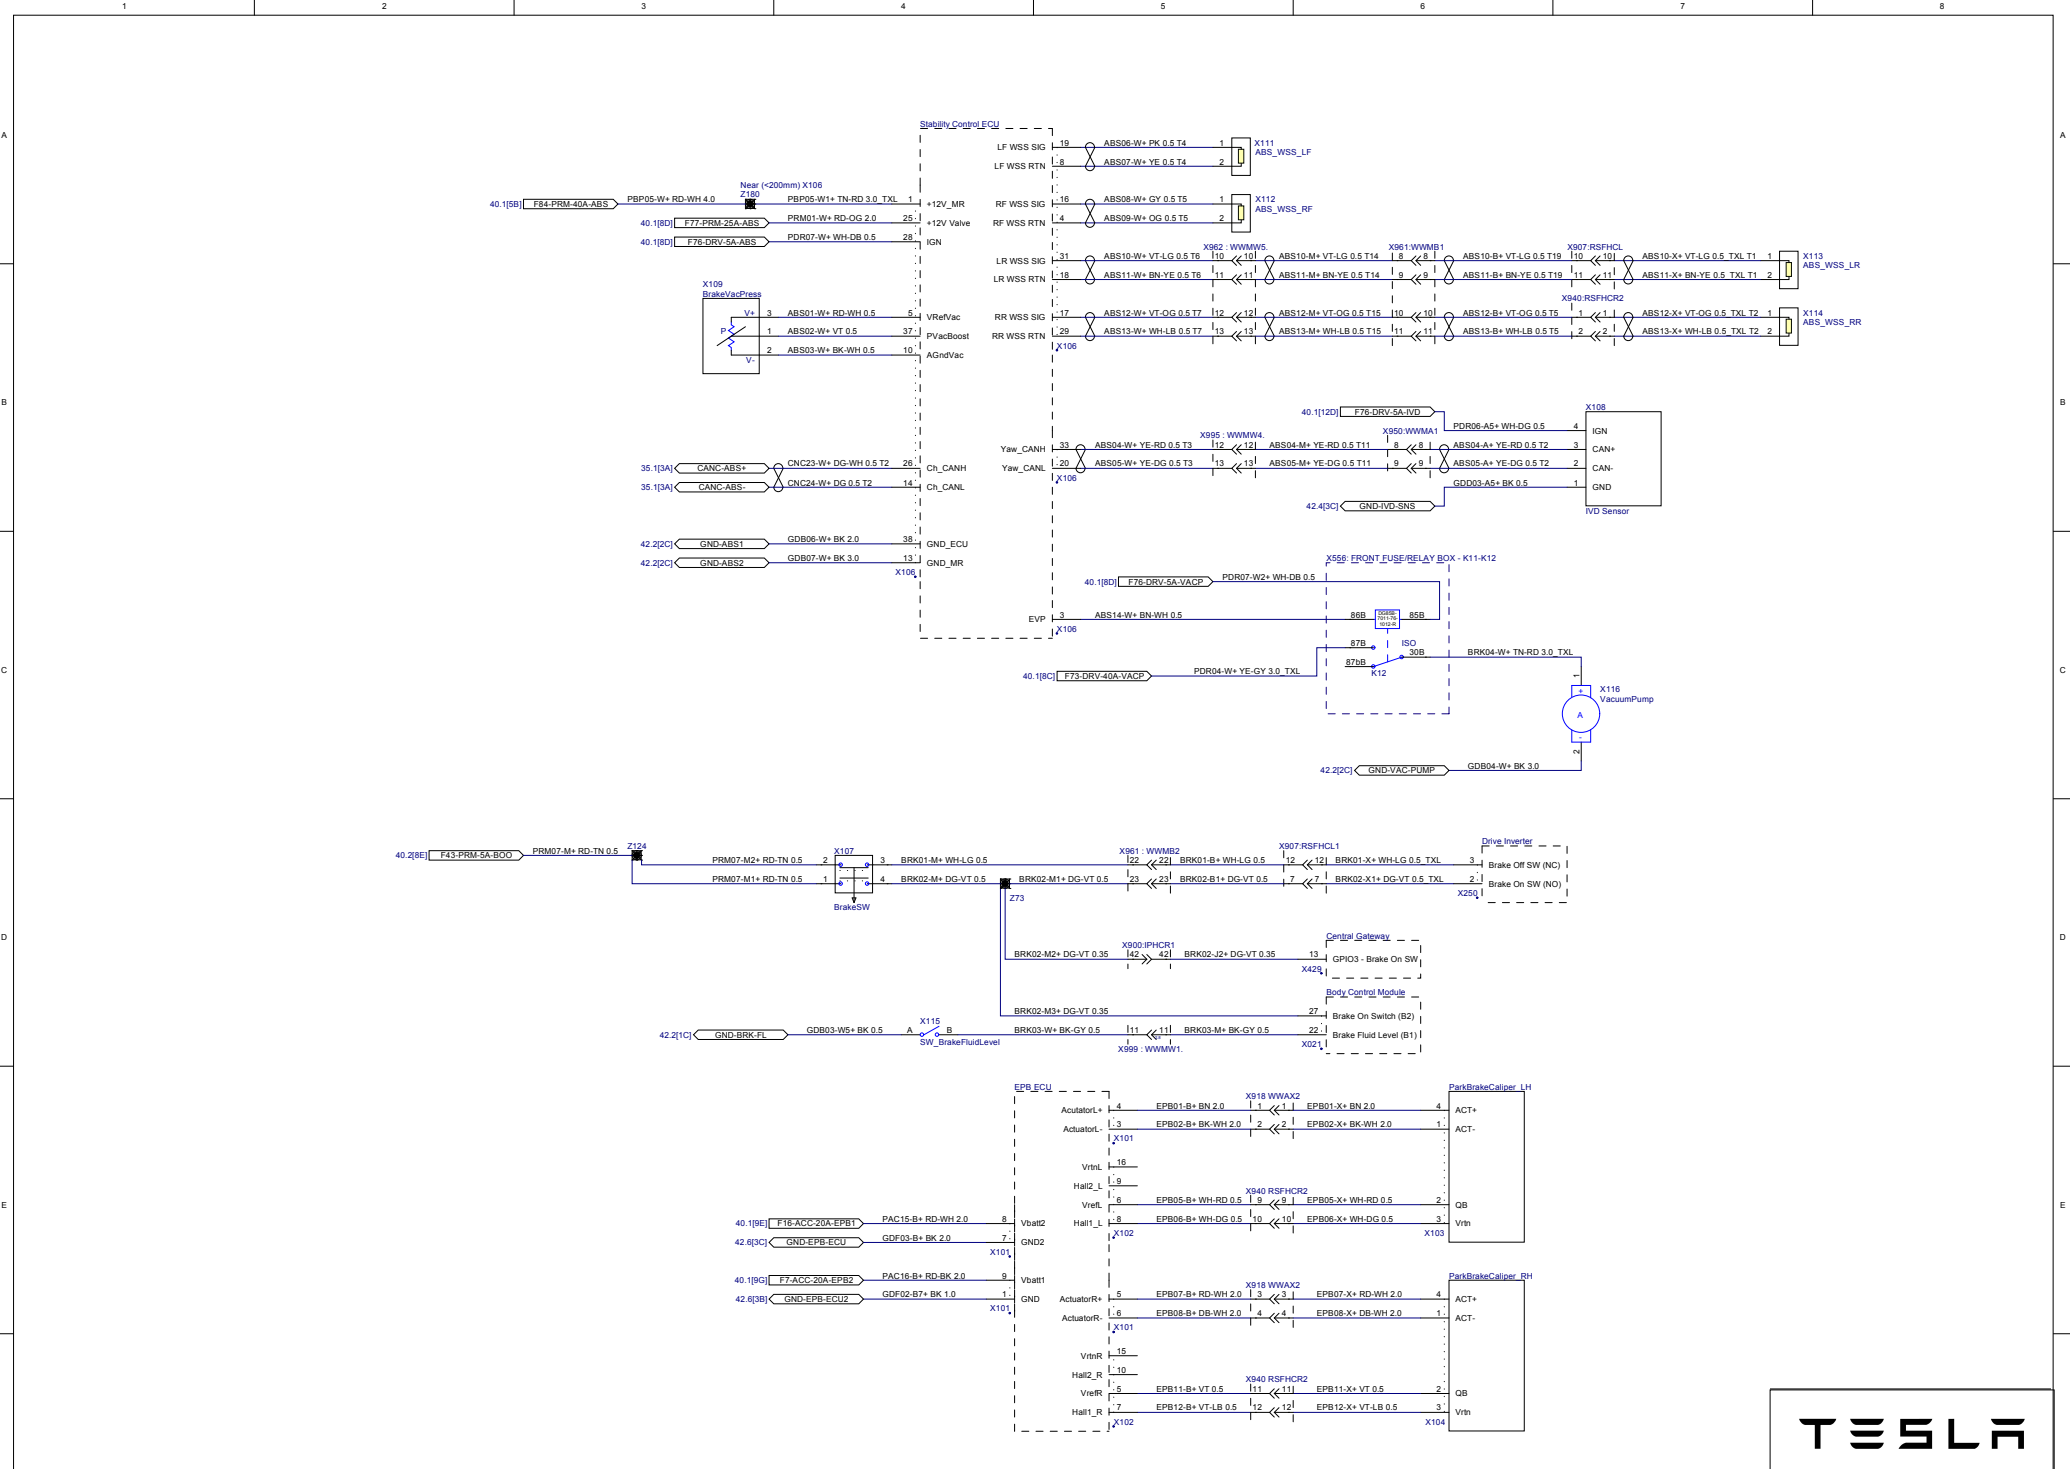 1 2 3 4 5 6 7 8
A A
B B
C C
D D
E E
Stability Control ECU
LF WSS SIG 19 ABS06-W+ PK 0.5 T4 1 X111
ABS_WSS_LF
LF WSS RTN 8 ABS07-W+ YE 0.5 T4 2
Near (<200mm) X106
Z180
40.1[5B] F84-PRM-40A-ABS PBP05-W+ RD-WH 4.0 PBP05-W1+ TN-RD 3.0_TXL 1 +12V_MR
RF WSS SIG 16 ABS08-W+ GY 0.5 T5 1 X112
ABS_WSS_RF
40.1[8D] F77-PRM-25A-ABS PRM01-W+ RD-OG 2.0 25 +12V Valve
RF WSS RTN 4 ABS09-W+ OG 0.5 T5 2
40.1[8D] F76-DRV-5A-ABS PDR07-W+ WH-DB 0.5 28 IGN
X962 : WWMW5. X961:WWMB1 X907:RSFHCL
LR WSS SIG 31 ABS10-W+ VT-LG 0.5 T6 10 10 ABS10-M+ VT-LG 0.5 T14 8 8 ABS10-B+ VT-LG 0.5 T19 10 10 ABS10-X+ VT-LG 0.5_TXL T1 1 X113
ABS_WSS_LR
LR WSS RTN 18 ABS11-W+ BN-YE 0.5 T6 11 11 ABS11-M+ BN-YE 0.5 T14 9 9 ABS11-B+ BN-YE 0.5 T19 11 11 ABS11-X+ BN-YE 0.5_TXL T1 2
X940:RSFHCR2
X109
BrakeVacPress
V+ 3 ABS01-W+ RD-WH 0.5 5 VRefVac
RR WSS SIG 17 ABS12-W+ VT-OG 0.5 T7 12 12 ABS12-M+ VT-OG 0.5 T15 10 10 ABS12-B+ VT-OG 0.5 T5 1 1 ABS12-X+ VT-OG 0.5_TXL T2 1 X114
ABS_WSS_RR
P 1 ABS02-W+ VT 0.5 37 PVacBoost
RR WSS RTN 29 ABS13-W+ WH-LB 0.5 T7 13 13 ABS13-M+ WH-LB 0.5 T15 11 11 ABS13-B+ WH-LB 0.5 T5 2 2 ABS13-X+ WH-LB 0.5_TXL T2 2
X106
V- 2 ABS03-W+ BK-WH 0.5 10 AGndVac
40.1[12D] F76-DRV-5A-IVD X108
PDR06-A5+ WH-DG 0.5 4 IGN
X995 : WWMW4. X950:WWMA1
Yaw_CANH 33 ABS04-W+ YE-RD 0.5 T3 12 12 ABS04-M+ YE-RD 0.5 T11 8 8 ABS04-A+ YE-RD 0.5 T2 3 CAN+
Yaw_CANL 20 ABS05-W+ YE-DG 0.5 T3 13 13 ABS05-M+ YE-DG 0.5 T11 9 9 ABS05-A+ YE-DG 0.5 T2 2 CAN-
X106
35.1[3A] CANC-ABS+ CNC23-W+ DG-WH 0.5 T2 26 Ch_CANH
35.1[3A] CANC-ABS- CNC24-W+ DG 0.5 T2 14 Ch_CANL
GDD03-A5+ BK 0.5 1 GND
42.4[3C] GND-IVD-SNS IVD Sensor
42.2[2C] GND-ABS1 GDB06-W+ BK 2.0 38 GND_ECU
42.2[2C] GND-ABS2 GDB07-W+ BK 3.0 13 GND_MR
X106
X556: FRONT FUSE/RELAY BOX - K11-K12
40.1[8D] F76-DRV-5A-VACP PDR07-W2+ WH-DB 0.5
EVP 3 ABS14-W+ BN-WH 0.5 86B 85B
X106
87B ISO
87bB 30B BRK04-W+ TN-RD 3.0_TXL
K12
40.1[8C] F73-DRV-40A-VACP PDR04-W+ YE-GY 3.0_TXL
1
+ X116
VacuumPump
A
-
2
42.2[2C] GND-VAC-PUMP GDB04-W+ BK 3.0
40.2[8E] F43-PRM-5A-BOO PRM07-M+ RD-TN 0.5 Z124
X107 X961 : WWMB2 X907:RSFHCL1 Drive Inverter
PRM07-M2+ RD-TN 0.5 2 3 BRK01-M+ WH-LG 0.5 22 22 BRK01-B+ WH-LG 0.5 12 12 BRK01-X+ WH-LG 0.5_TXL 3 Brake Off SW (NC)
PRM07-M1+ RD-TN 0.5 1 4 BRK02-M+ DG-VT 0.5 BRK02-M1+ DG-VT 0.5 23 23 BRK02-B1+ DG-VT 0.5 7 7 BRK02-X1+ DG-VT 0.5_TXL 2 Brake On SW (NO)
Z73 X250
BrakeSW
X900:IPHCR1 Central Gateway
BRK02-M2+ DG-VT 0.35 42 42 BRK02-J2+ DG-VT 0.5 13 GPIO3 - Brake On SW
X429
Body Control Module
BRK02-M3+ DG-VT 0.35 27 Brake On Switch (B2)
X115
42.2[1C] GND-BRK-FL GDB03-W5+ BK 0.5 A B BRK03-W+ BK-GY 0.5 11 11 BRK03-M+ BK-GY 0.5 22 Brake Fluid Level (B1)
SW_BrakeFluidLevel X999 : WWMW1. X021
EPB ECU ParkBrakeCaliper_LH
X918 WWAX2
AcutatorL+ 4 EPB01-B+ BN 2.0 1 1 EPB01-X+ BN 2.0 4 ACT+
ActuatorL- 3 EPB02-B+ BK-WH 2.0 2 2 EPB02-X+ BK-WH 2.0 1 ACT-
X101
VrtnL 16
Hall2_L 9
X940 RSFHCR2
VrefL 6 EPB05-B+ WH-RD 0.5 9 9 EPB05-X+ WH-RD 0.5 2 QB
40.1[9E] F16-ACC-20A-EPB1 PAC15-B+ RD-WH 2.0 8 Vbatt2 Hall1_L 8 EPB06-B+ WH-DG 0.5 10 10 EPB06-X+ WH-DG 0.5 3 Vrtn
X102 X103
42.6[3C] GND-EPB-ECU GDF03-B+ BK 2.0 7 GND2
X101
40.1[9G] F7-ACC-20A-EPB2 PAC16-B+ RD-BK 2.0 9 Vbatt1
X918 WWAX2 ParkBrakeCaliper_RH
42.6[3B] GND-EPB-ECU2 GDF02-B7+ BK 1.0 1 GND ActuatorR+ 5 EPB07-B+ RD-WH 2.0 3 3 EPB07-X+ RD-WH 2.0 4 ACT+
X101
ActuatorR- 6 EPB08-B+ DB-WH 2.0 4 4 EPB08-X+ DB-WH 2.0 1 ACT-
X101
VrtnR 15
Hall2_R 10
X940 RSFHCR2
VrefR 5 EPB11-B+ VT 0.5 11 11 EPB11-X+ VT 0.5 2 QB
Hall1_R 7 EPB12-B+ VT-LB 0.5 12 12 EPB12-X+ VT-LB 0.5 3 Vrtn
X102 X104
TESLA